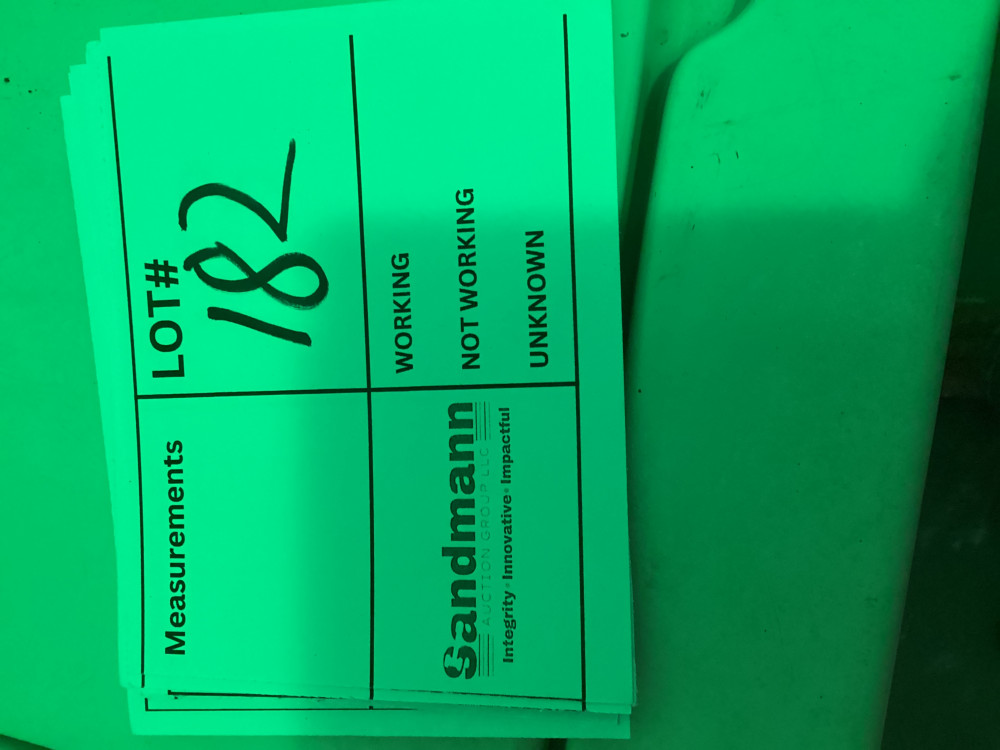 Measurements
LOT#
182
Sandmann
AUCTION GROUP LLC
Integrity · Innovative · Impactful
WORKING
NOT WORKING
UNKNOWN